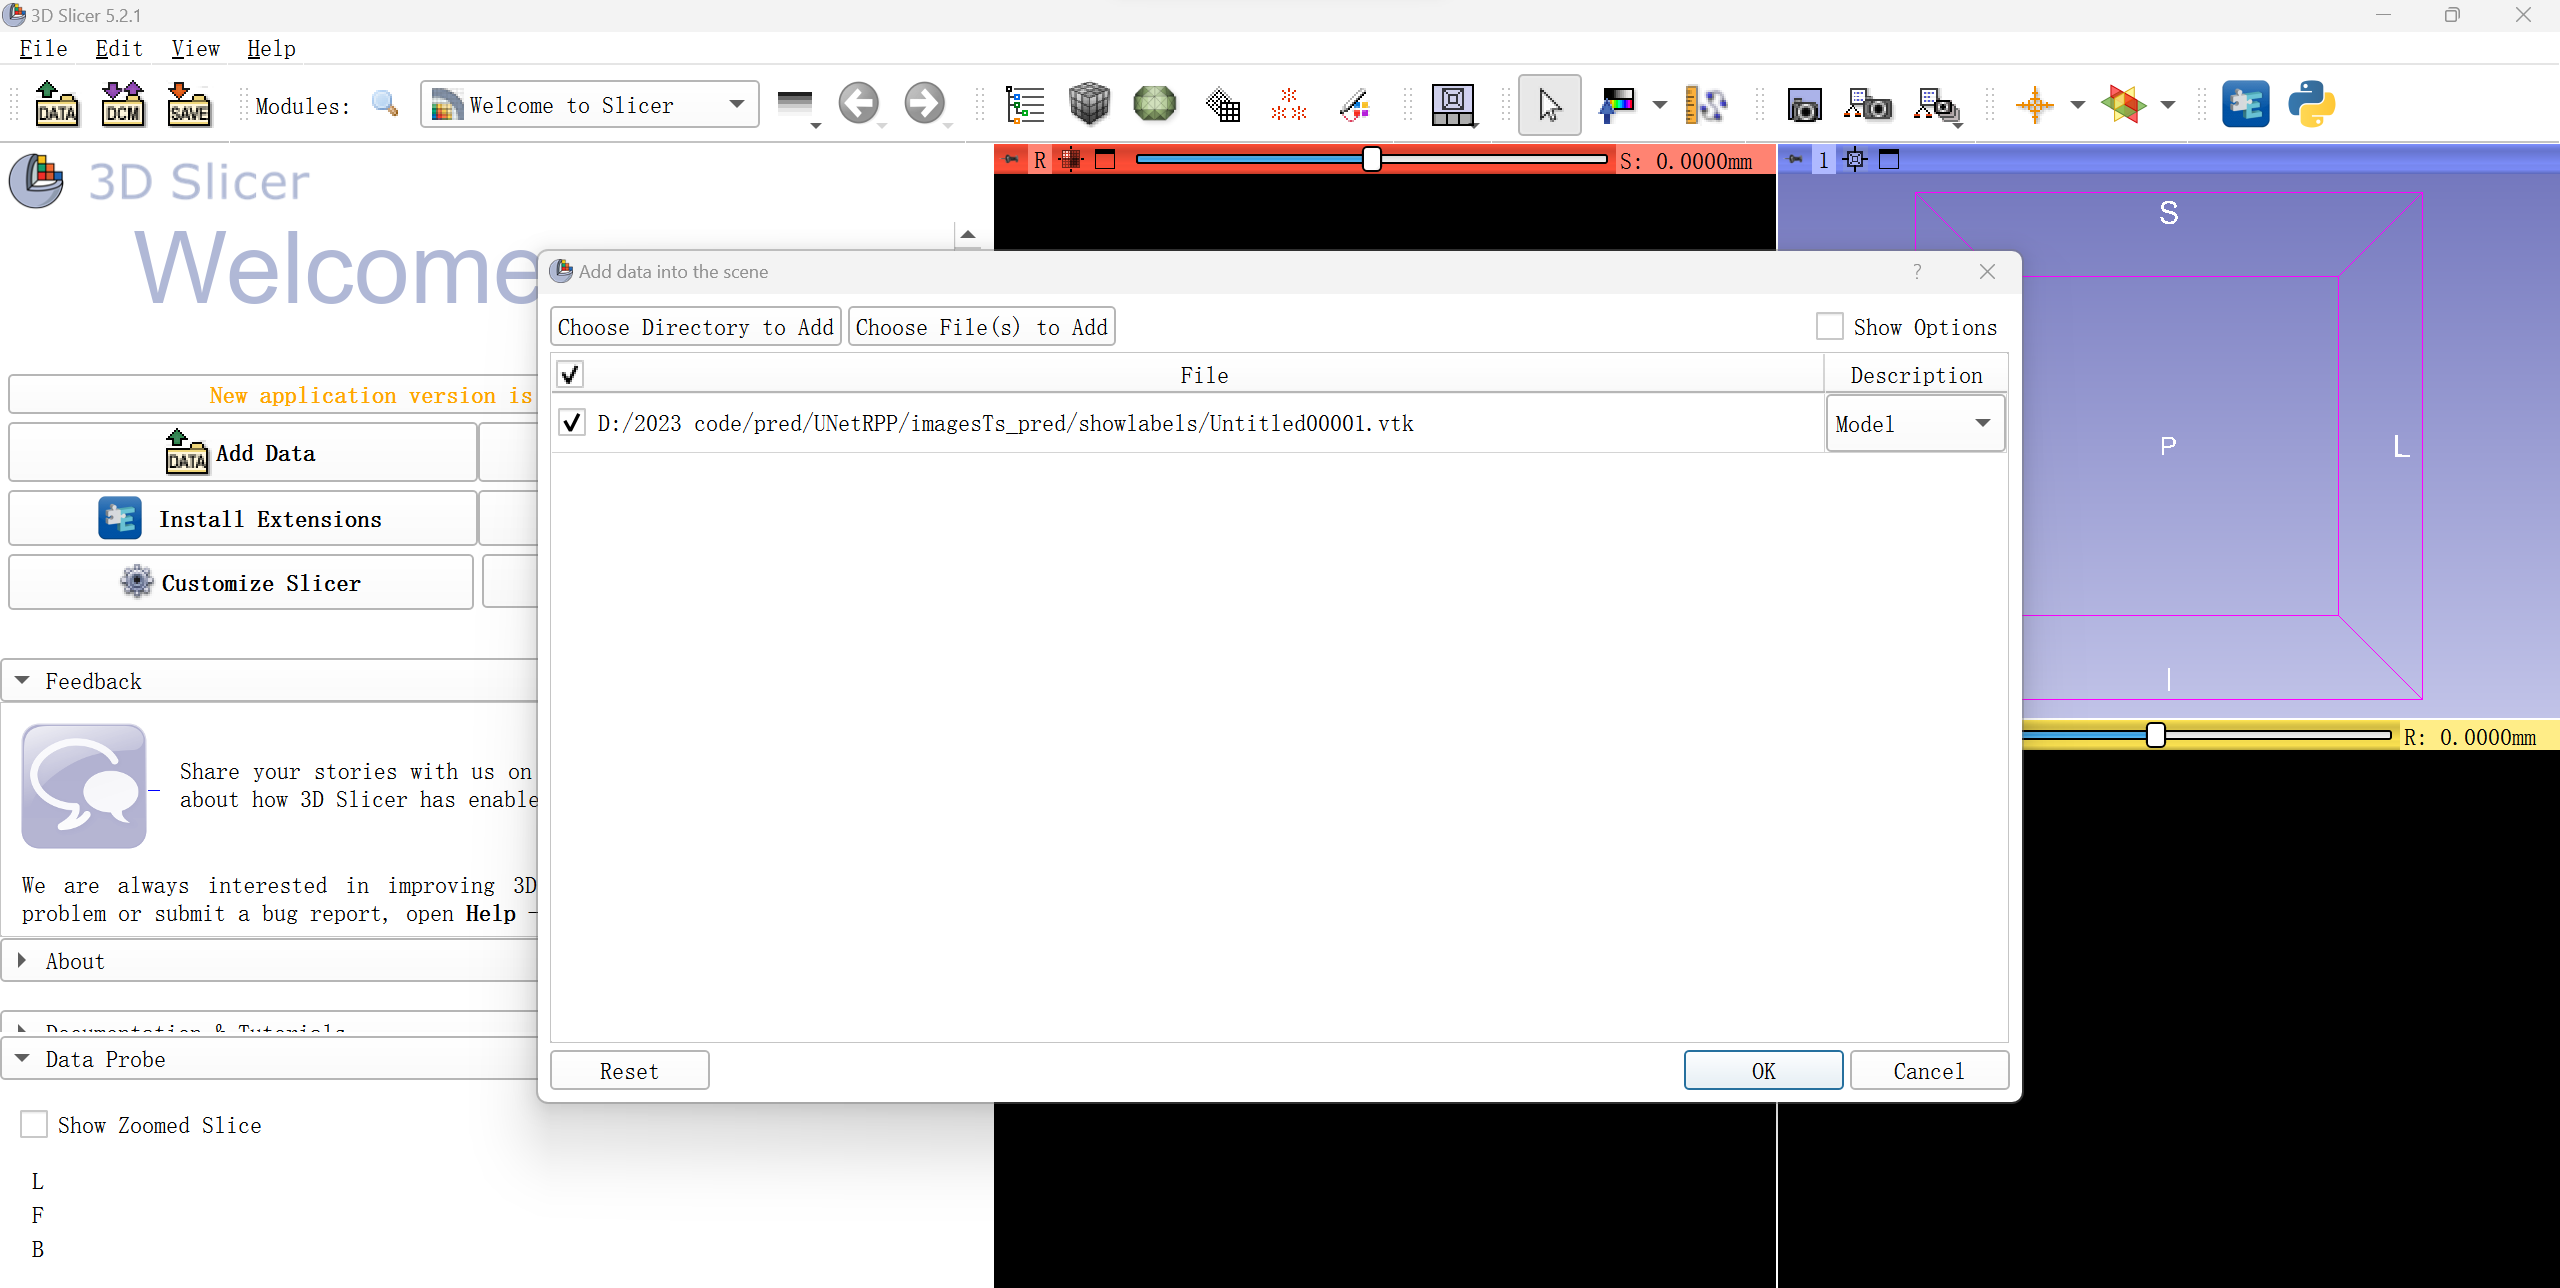 3D Slicer 5.2.1
File Edit View Help
DATA DCM SAVE Modules: Welcome to Slicer
3D Slicer
Welcome
R S: 0.0000mm
1
S
P
L
I
R: 0.0000mm
Add data into the scene
?
Choose Directory to Add Choose File(s) to Add Show Options
File Description
D:/2023 code/pred/UNetRPP/imagesTs_pred/showlabels/Untitled00001.vtk Model
Reset OK Cancel
New application version is
DATA Add Data
Install Extensions
Customize Slicer
Feedback
Share your stories with us on
about how 3D Slicer has enable
We are always interested in improving 3D
problem or submit a bug report, open Help
About
Documentation & Tutorials
Data Probe
Show Zoomed Slice
L
F
B